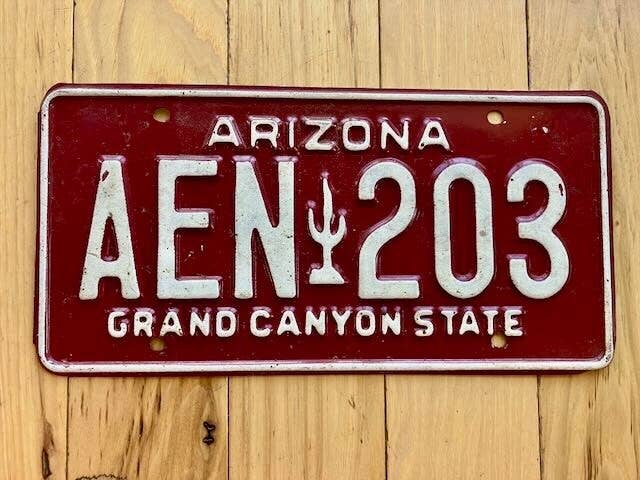 ARIZONA
AEN 203
GRAND CANYON STATE